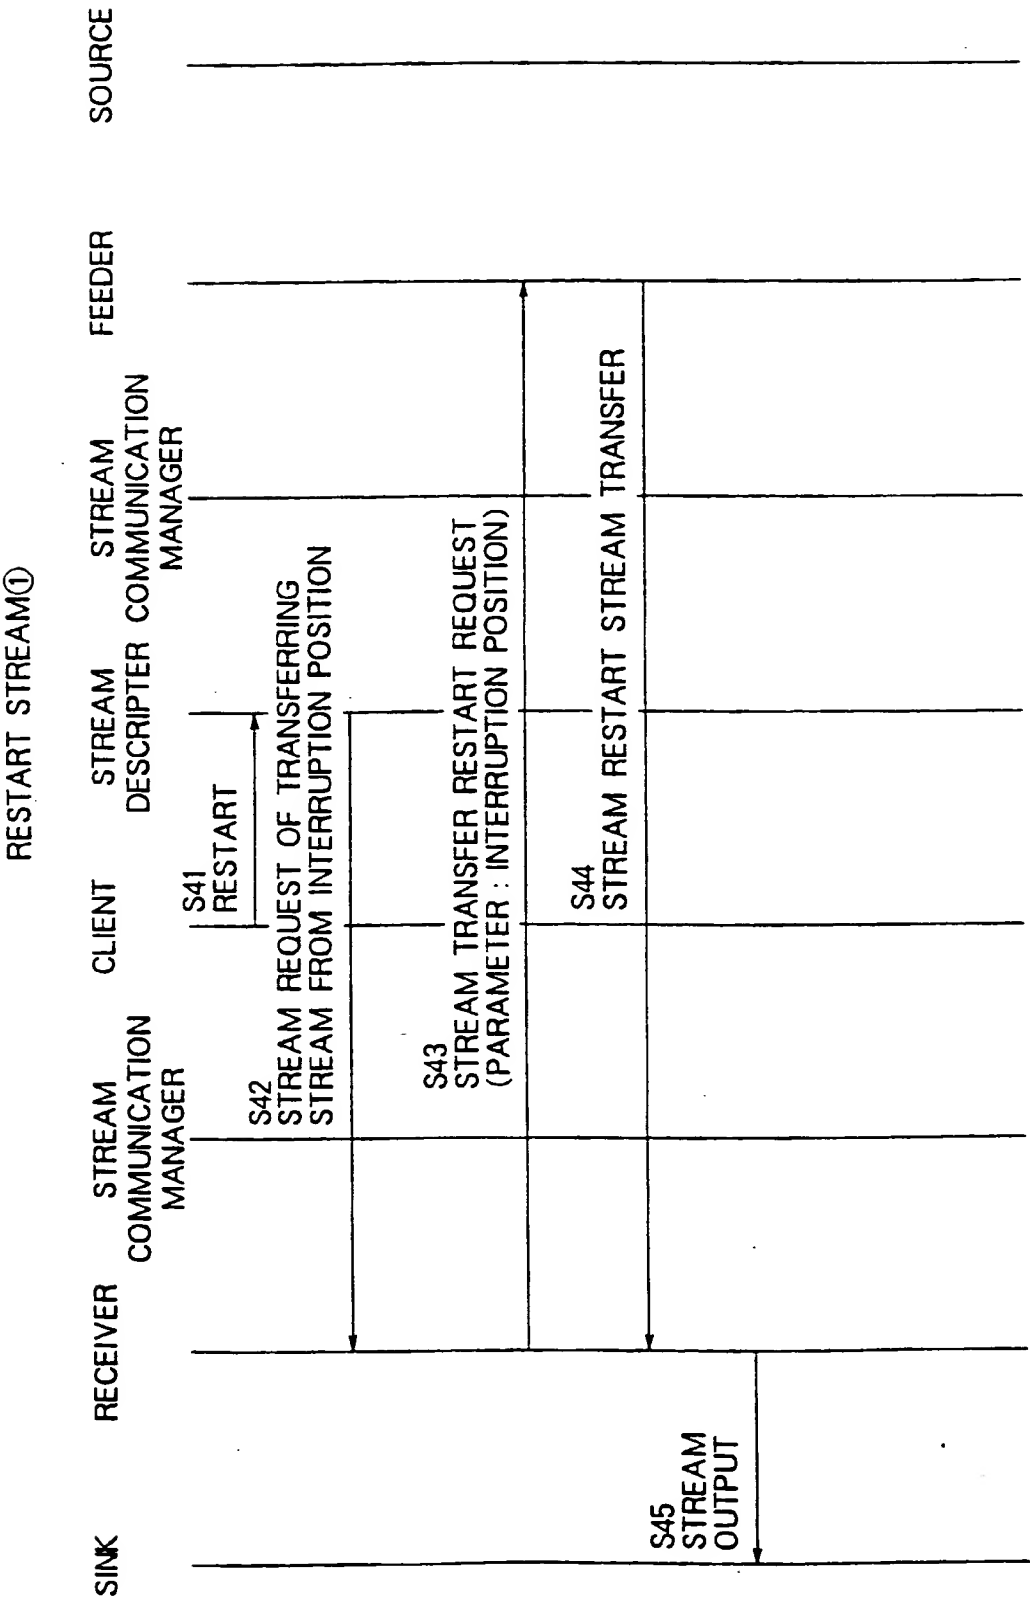 RESTART STREAM①
SINK
RECEIVER
STREAM
COMMUNICATION
MANAGER
CLIENT
STREAM
DESCRIPTER
STREAM
COMMUNICATION
MANAGER
FEEDER
SOURCE
S41
RESTART
S42
STREAM REQUEST OF TRANSFERRING
STREAM FROM INTERRUPTION POSITION
S43
STREAM TRANSFER RESTART REQUEST
(PARAMETER : INTERRUPTION POSITION)
S44
STREAM RESTART STREAM TRANSFER
S45
STREAM
OUTPUT